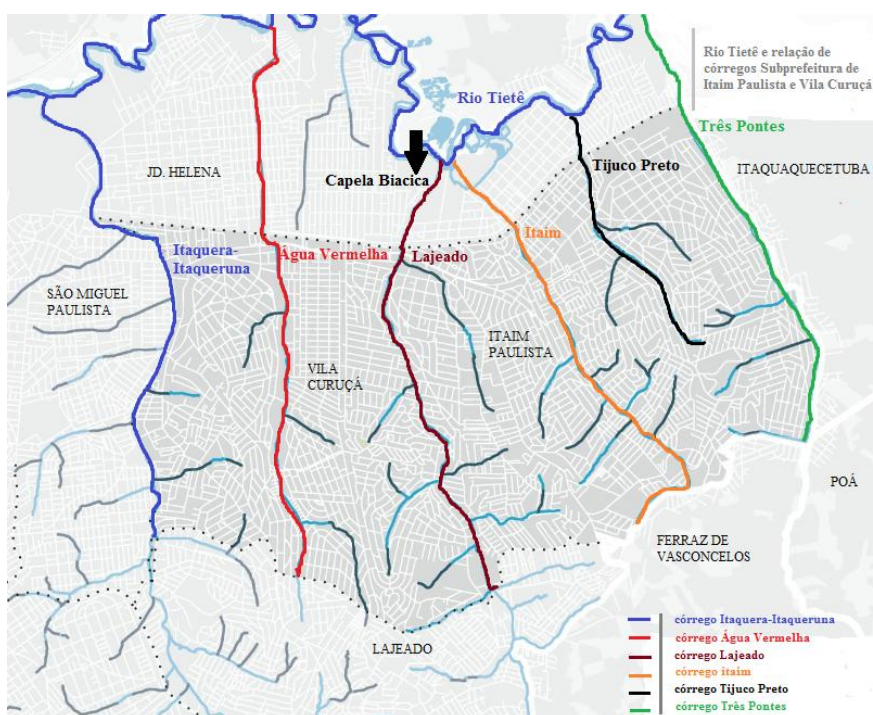 Rio Tietê e relação de
córregos Subprefeitura de
Itaim Paulista e Vila Curuçá
Rio Tietê
Três Pontes
JD. HELENA
Capela Biacica
Tijuco Preto
ITAQUAQUECETUBA
Itaim
Itaquera-
Itaqueruna
Água Vermelha
Lajeado
SÃO MIGUEL
PAULISTA
ITAIM
PAULISTA
VILA
CURUÇÁ
POÁ
FERRAZ DE
VASCONCELOS
LAJEADO
córrego Itaquera-Itaqueruna
córrego Água Vermelha
córrego Lajeado
córrego itaím
córrego Tijuco Preto
córrego Três Pontes